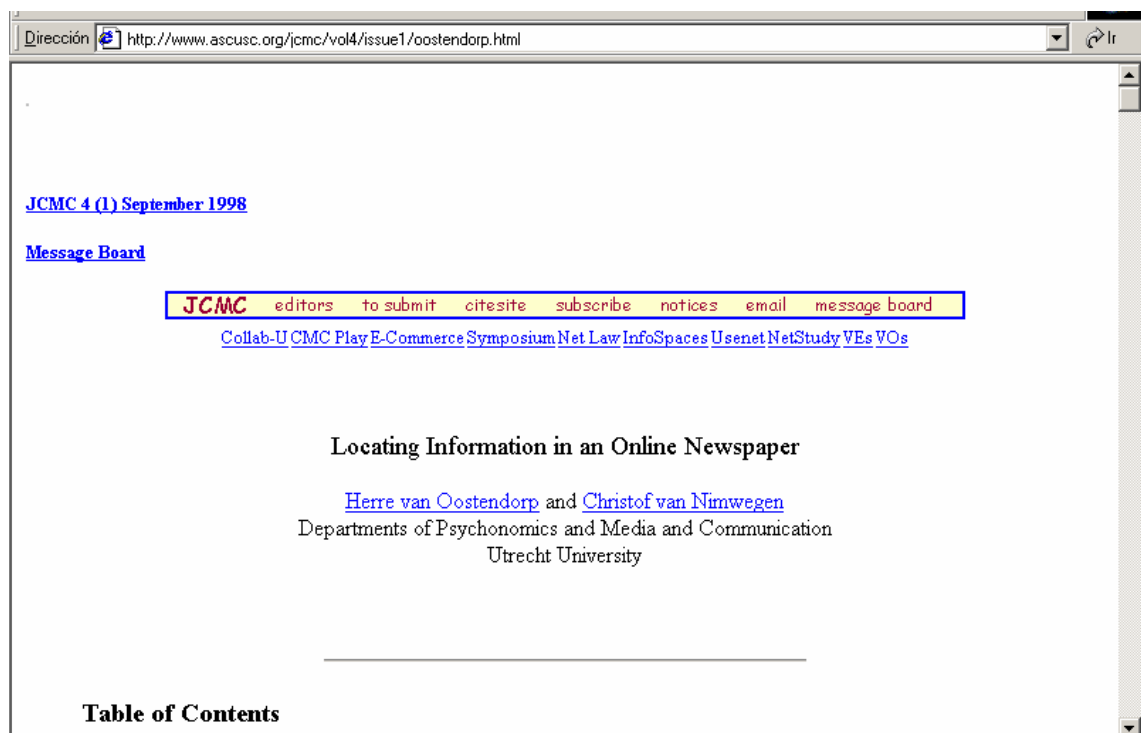 Dirección http://www.ascusc.org/jcmc/vol4/issue1/oostendorp.html Ir
JCMC 4 (1) September 1998
Message Board
JCMC editors to submit citesite subscribe notices email message board
Collab-U CMC Play E-Commerce Symposium Net Law InfoSpaces Usenet NetStudy VEs VOs
Locating Information in an Online Newspaper
Herre van Oostendorp and Christof van Nimwegen
Departments of Psychonomics and Media and Communication
Utrecht University
Table of Contents